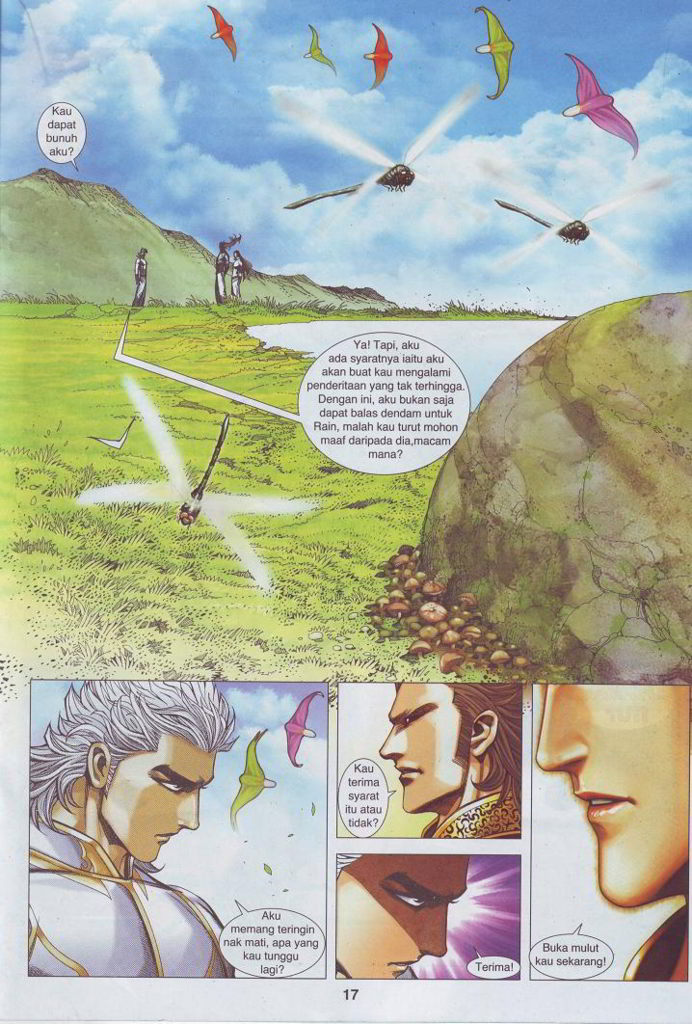 Kau
dapat
bunuh
aku?
Ya! Tapi, aku
ada syaratnya iaitu aku
akan buat kau mengalami
penderitaan yang tak terhingga.
Dengan ini, aku bukan saja
dapat balas dendam untuk
Rain, malah kau turut mohon
maaf daripada dia,macam
mana?
Aku
memang teringin
nak mati, apa yang
kau tunggu
lagi?
Kau
terima
syarat
itu atau
tidak?
Terima!
Buka mulut
kau sekarang!
17